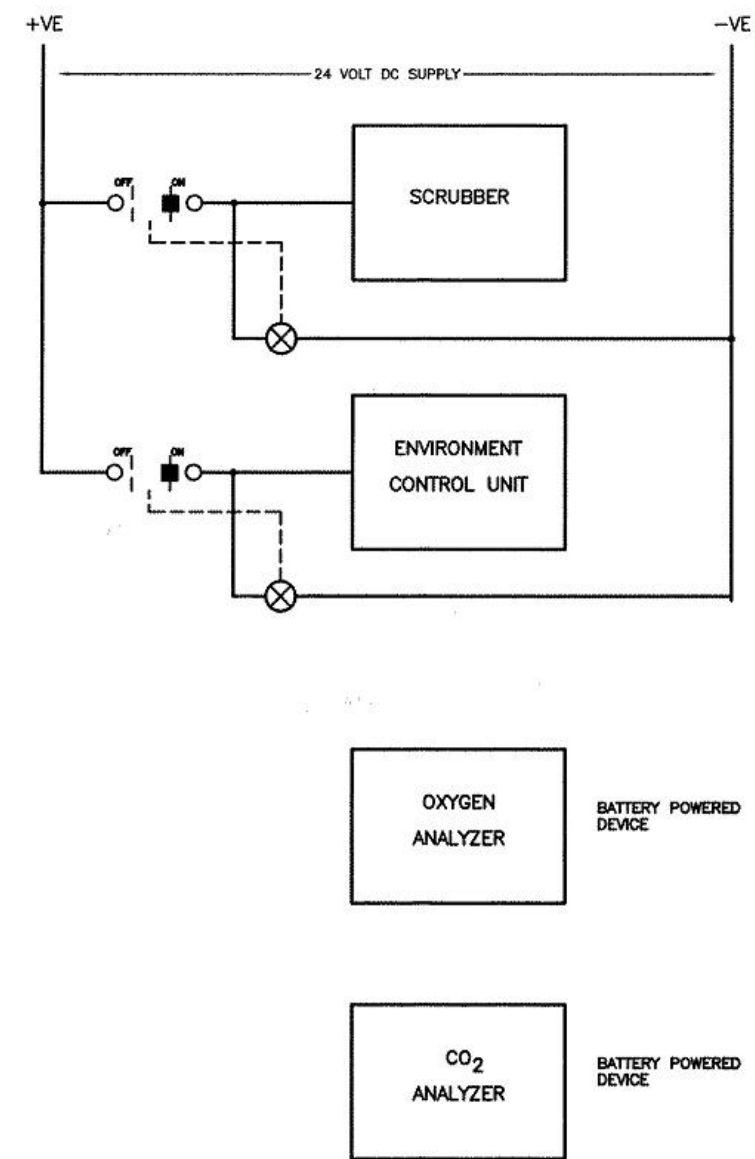 +VE
-VE
24 VOLT DC SUPPLY
OFF
ON
SCRUBBER
OFF
ON
ENVIRONMENT
CONTROL UNIT
OXYGEN
ANALYZER
BATTERY POWERED
DEVICE
CO2
ANALYZER
BATTERY POWERED
DEVICE